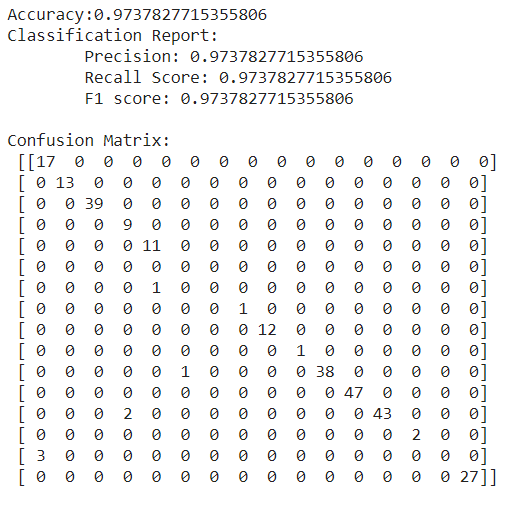 Accuracy:0.9737827715355806
Classification Report:
        Precision: 0.9737827715355806
        Recall Score: 0.9737827715355806
        F1 score: 0.9737827715355806
Confusion Matrix:
 [[17  0  0  0  0  0  0  0  0  0  0  0  0  0  0  0]
 [ 0 13  0  0  0  0  0  0  0  0  0  0  0  0  0  0]
 [ 0  0 39  0  0  0  0  0  0  0  0  0  0  0  0  0]
 [ 0  0  0  9  0  0  0  0  0  0  0  0  0  0  0  0]
 [ 0  0  0  0 11  0  0  0  0  0  0  0  0  0  0  0]
 [ 0  0  0  0  0  0  0  0  0  0  0  0  0  0  0  0]
 [ 0  0  0  0  1  0  0  0  0  0  0  0  0  0  0  0]
 [ 0  0  0  0  0  0  0  1  0  0  0  0  0  0  0  0]
 [ 0  0  0  0  0  0  0  0 12  0  0  0  0  0  0  0]
 [ 0  0  0  0  0  0  0  0  0  1  0  0  0  0  0  0]
 [ 0  0  0  0  0  1  0  0  0  0 38  0  0  0  0  0]
 [ 0  0  0  0  0  0  0  0  0  0  0 47  0  0  0  0]
 [ 0  0  0  2  0  0  0  0  0  0  0  0 43  0  0  0]
 [ 0  0  0  0  0  0  0  0  0  0  0  0  0  2  0  0]
 [ 3  0  0  0  0  0  0  0  0  0  0  0  0  0  0  0]
 [ 0  0  0  0  0  0  0  0  0  0  0  0  0  0  0 27]]